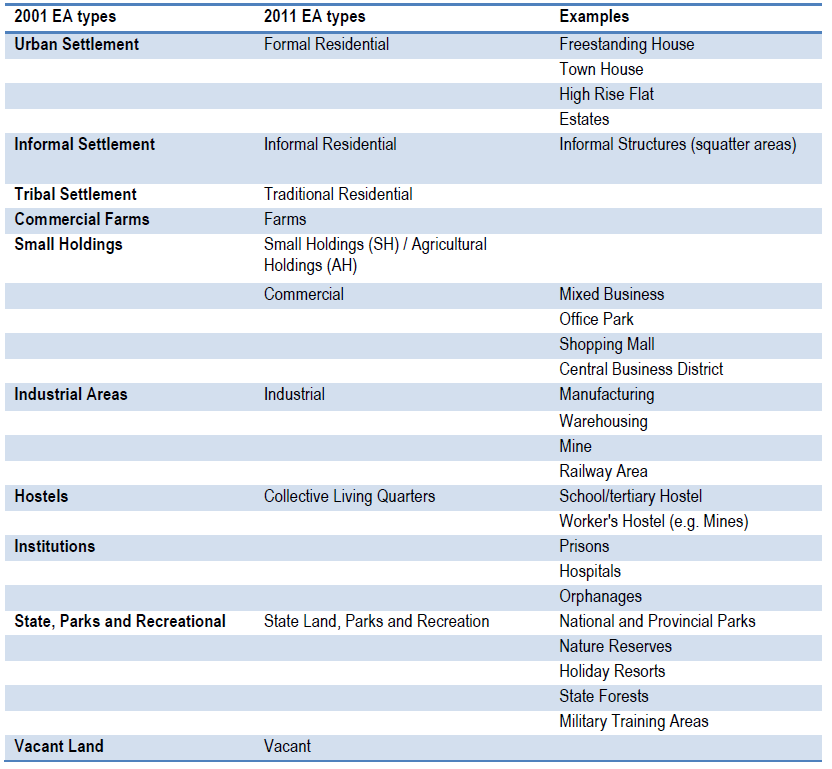 2001 EA types 2011 EA types Examples
Urban Settlement Formal Residential Freestanding House
Town House
High Rise Flat
Estates
Informal Settlement Informal Residential Informal Structures (squatter areas)
Tribal Settlement Traditional Residential
Commercial Farms Farms
Small Holdings Small Holdings (SH) / Agricultural
Holdings (AH)
Commercial Mixed Business
Office Park
Shopping Mall
Central Business District
Industrial Areas Industrial Manufacturing
Warehousing
Mine
Railway Area
Hostels Collective Living Quarters School/tertiary Hostel
Worker's Hostel (e.g. Mines)
Institutions Prisons
Hospitals
Orphanages
State, Parks and Recreational State Land, Parks and Recreation National and Provincial Parks
Nature Reserves
Holiday Resorts
State Forests
Military Training Areas
Vacant Land Vacant